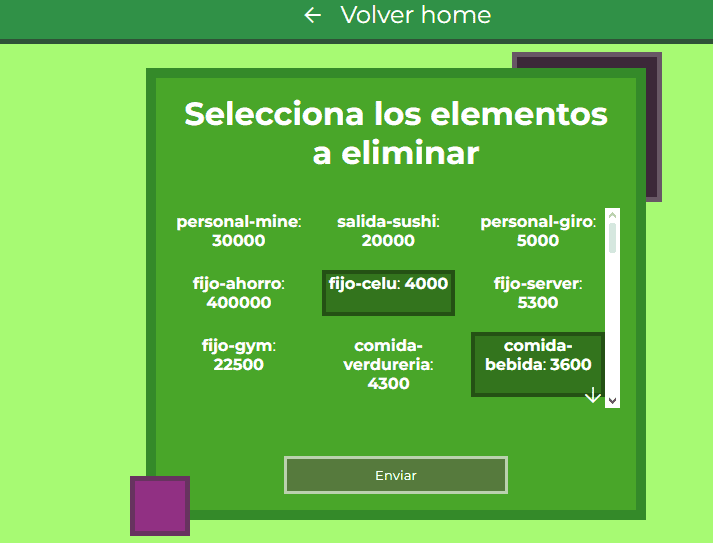 ← Volver home
Selecciona los elementos
a eliminar
personal-mine:
30000
salida-sushi:
20000
personal-giro:
5000
fijo-ahorro:
400000
fijo-celu: 4000
fijo-server:
5300
fijo-gym:
22500
comida-
verdureria:
4300
comida-
bebida: 3600
Enviar